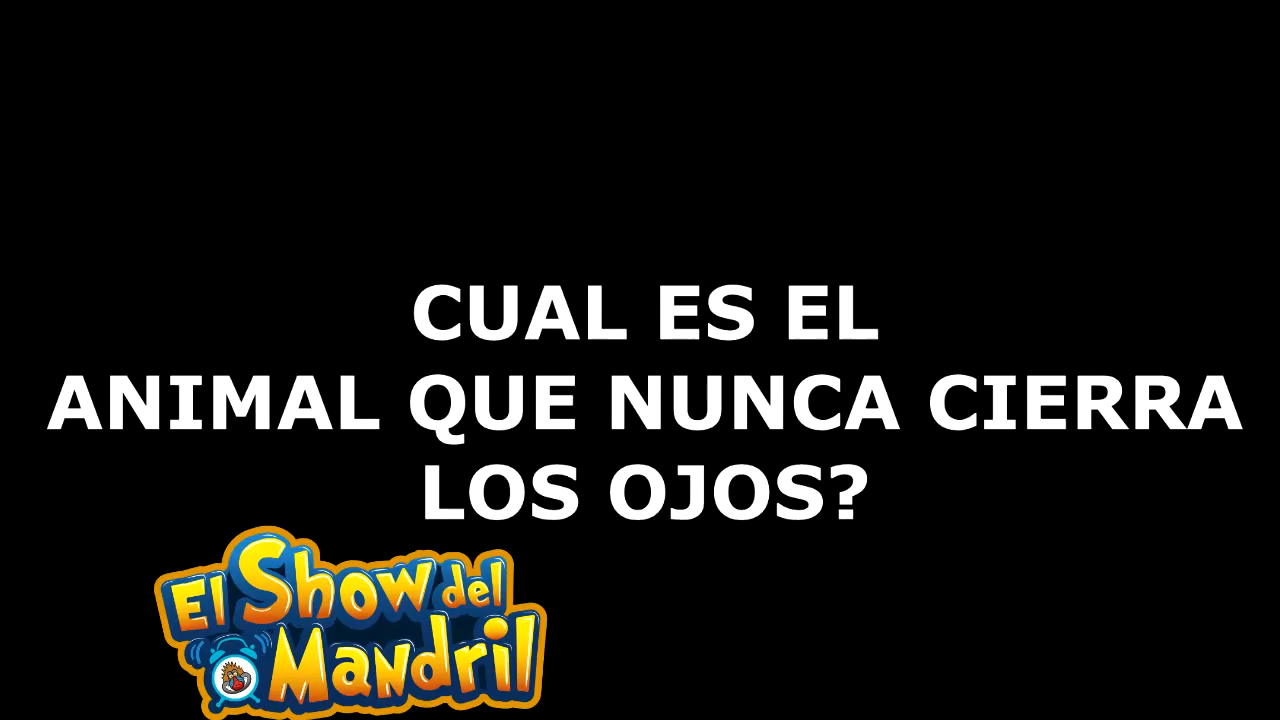 CUAL ES EL
ANIMAL QUE NUNCA CIERRA
LOS OJOS?
El Show del
Mandril